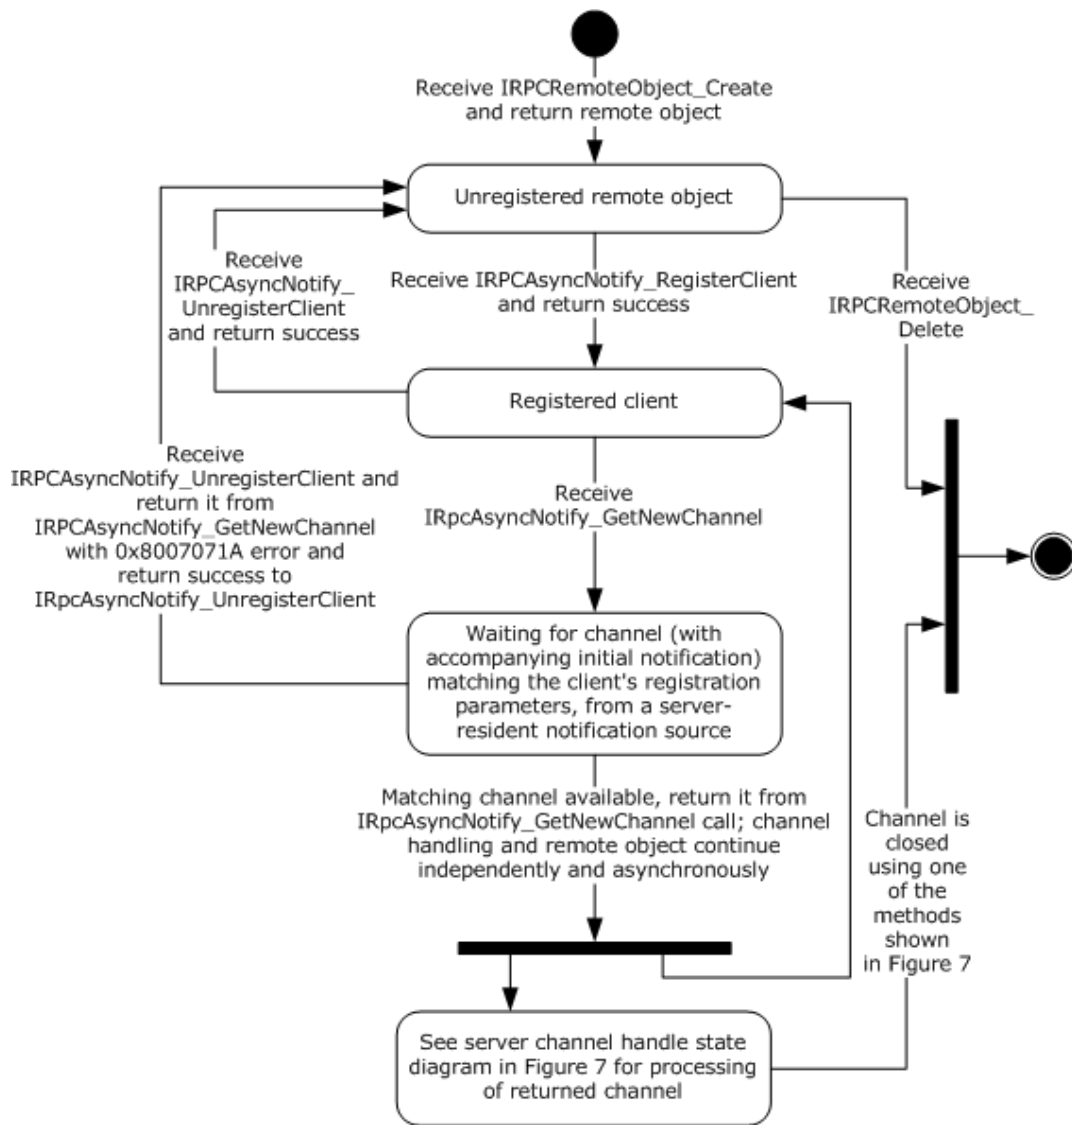 Receive IRPCRemoteObject_Create
and return remote object
Unregistered remote object
Receive
IRPCAsyncNotify_
UnregisterClient
and return success
Receive IRPCAsyncNotify_RegisterClient
and return success
Receive
IRPCRemoteObject_
Delete
Registered client
Receive
IRPCAsyncNotify_UnregisterClient and
return it from
IRPCAsyncNotify_GetNewChannel
with 0x8007071A error and
return success to
IRpcAsyncNotify_UnregisterClient
Receive
IRpcAsyncNotify_GetNewChannel
Waiting for channel (with
accompanying initial notification)
matching the client's registration
parameters, from a server-
resident notification source
Matching channel available, return it from
IRpcAsyncNotify_GetNewChannel call; channel
handling and remote object continue
independently and asynchronously
Channel is
closed
using one
of the
methods
shown
in Figure 7
See server channel handle state
diagram in Figure 7 for processing
of returned channel